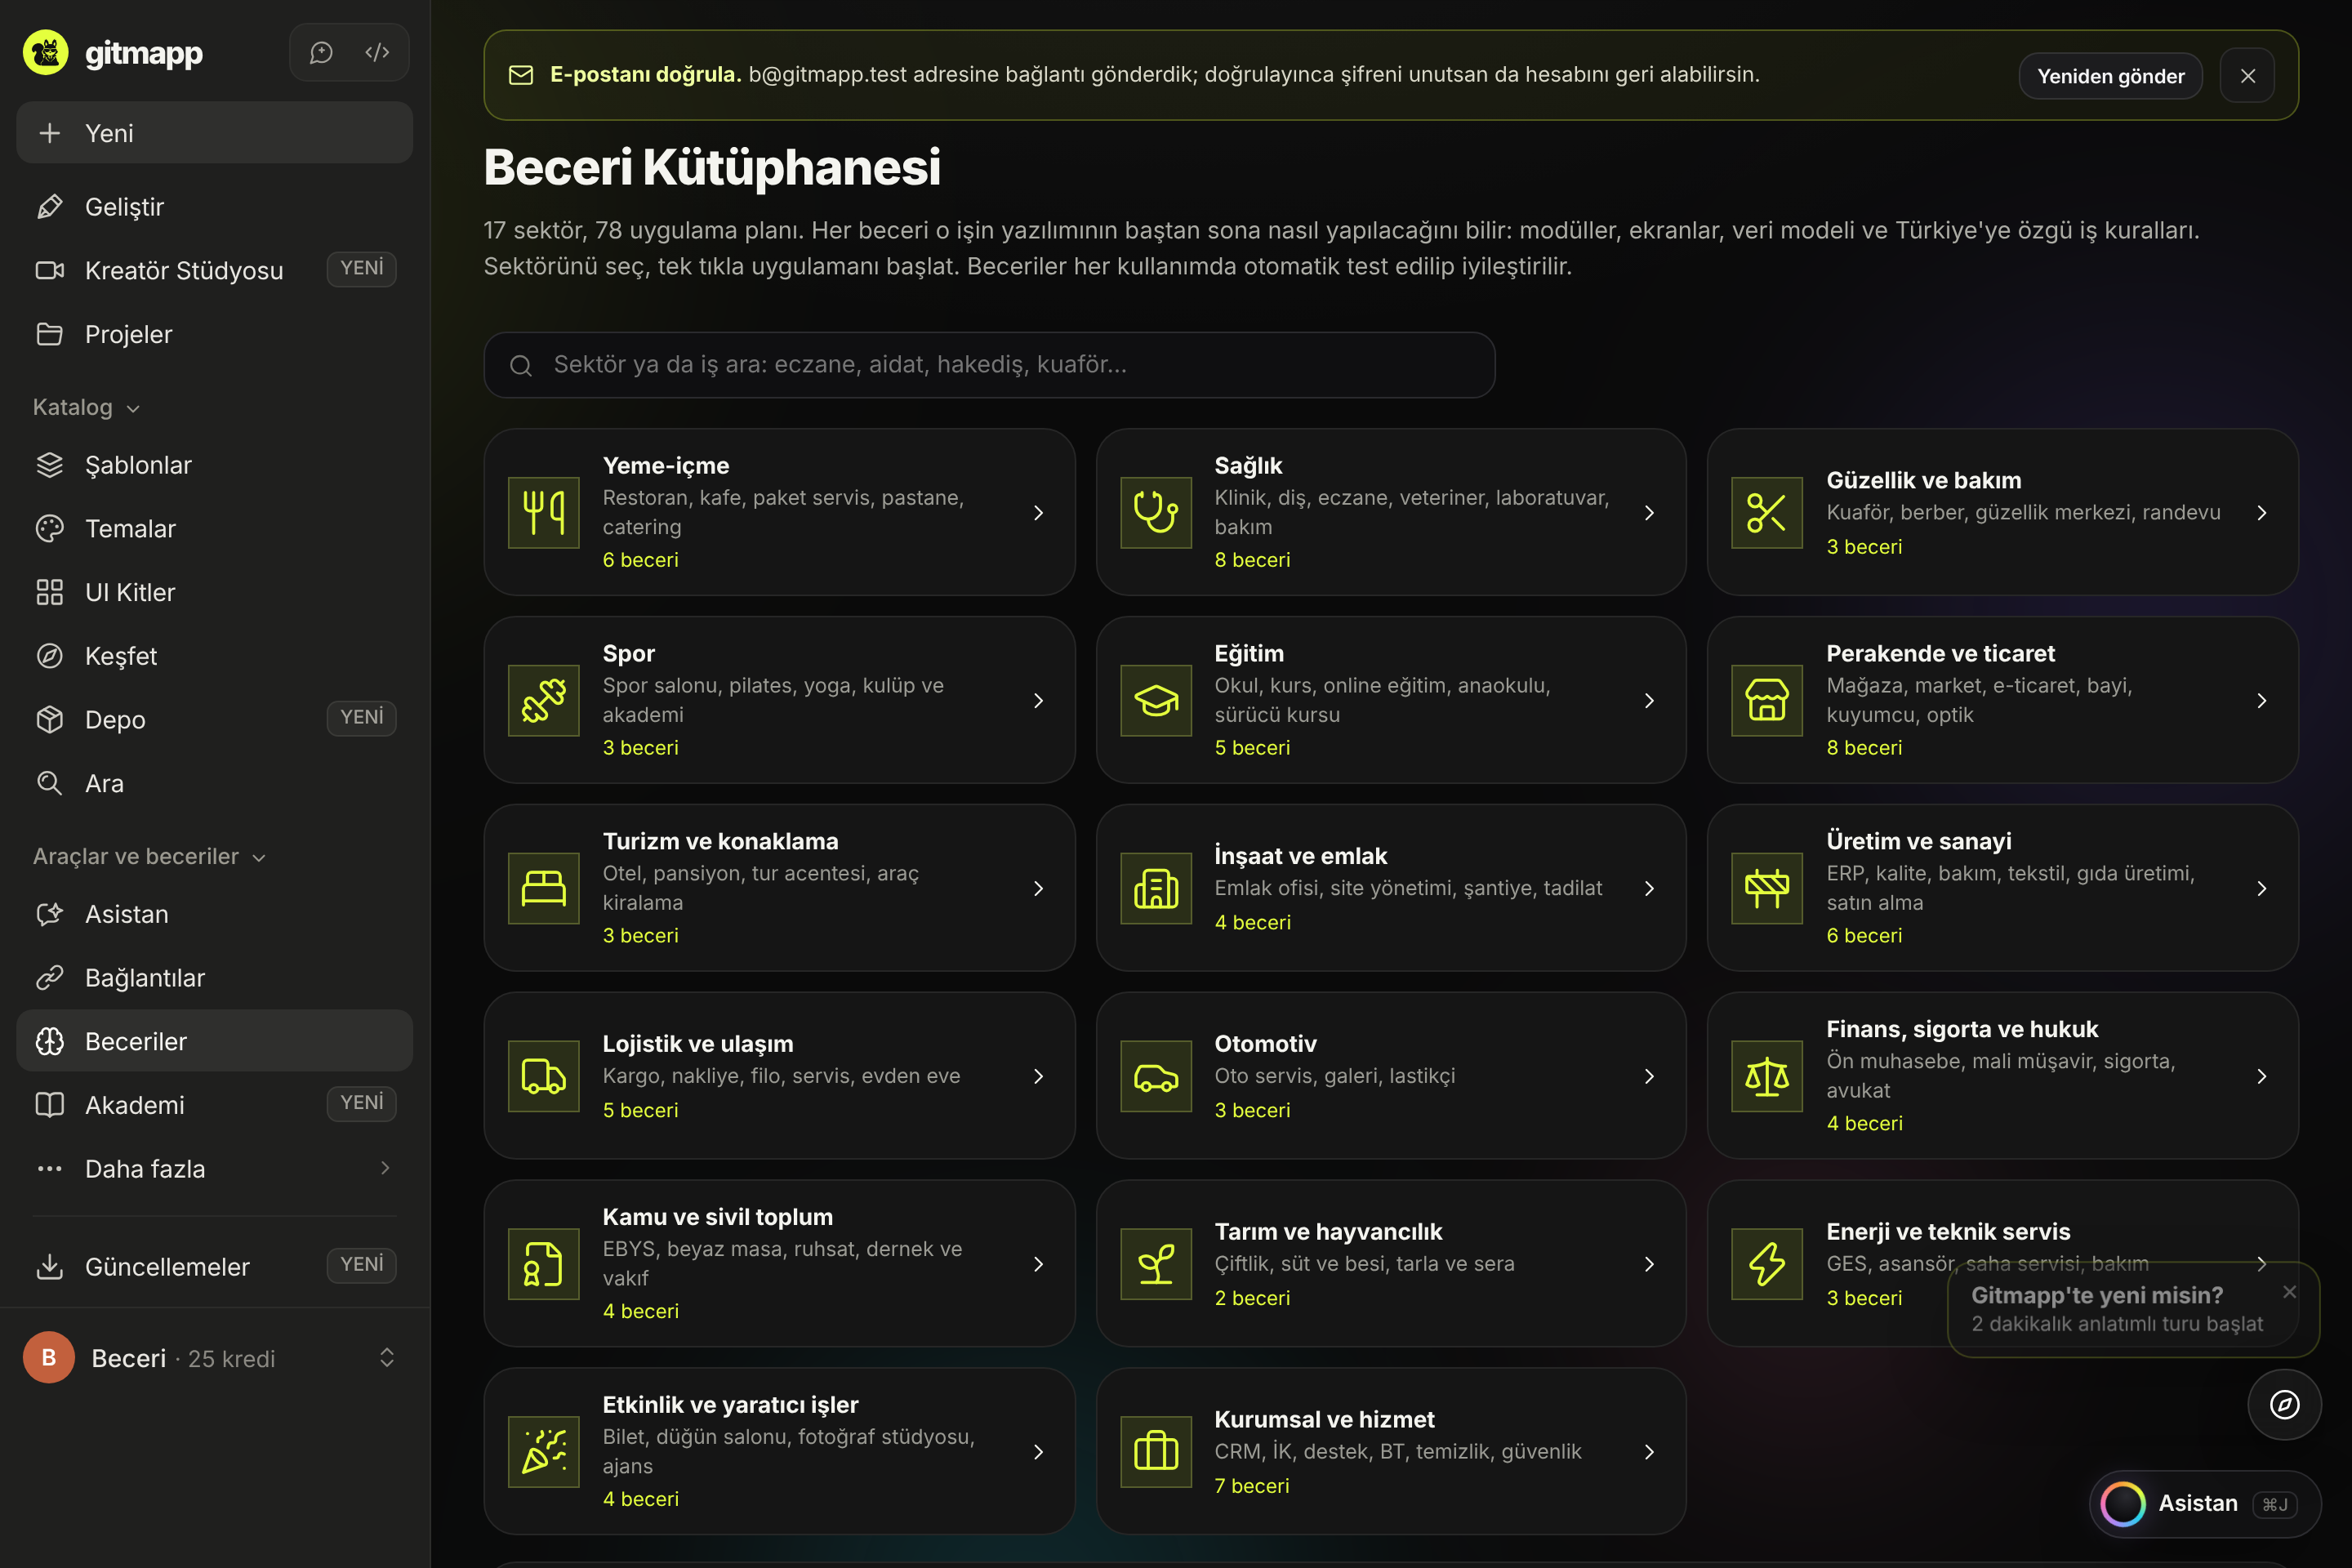 gitmapp
Yeni
Geliştir
Kreatör Stüdyosu YENİ
Projeler
Katalog
Şablonlar
Temalar
UI Kitler
Keşfet
Depo YENİ
Ara
Araçlar ve beceriler
Asistan
Bağlantılar
Beceriler
Akademi YENİ
Daha fazla
Güncellemeler YENİ
B Beceri · 25 kredi
E-postanı doğrula. b@gitmapp.test adresine bağlantı gönderdik; doğrulayınca şifreni unutsan da hesabını geri alabilirsin. Yeniden gönder
Beceri Kütüphanesi
17 sektör, 78 uygulama planı. Her beceri o işin yazılımının baştan sona nasıl yapılacağını bilir: modüller, ekranlar, veri modeli ve Türkiye'ye özgü iş kuralları.
Sektörünü seç, tek tıkla uygulamanı başlat. Beceriler her kullanımda otomatik test edilip iyileştirilir.
Sektör ya da iş ara: eczane, aidat, hakediş, kuaför...
Yeme-içme
Restoran, kafe, paket servis, pastane,
catering
6 beceri
Sağlık
Klinik, diş, eczane, veteriner, laboratuvar,
bakım
8 beceri
Güzellik ve bakım
Kuaför, berber, güzellik merkezi, randevu
3 beceri
Spor
Spor salonu, pilates, yoga, kulüp ve
akademi
3 beceri
Eğitim
Okul, kurs, online eğitim, anaokulu,
sürücü kursu
5 beceri
Perakende ve ticaret
Mağaza, market, e-ticaret, bayi,
kuyumcu, optik
8 beceri
Turizm ve konaklama
Otel, pansiyon, tur acentesi, araç
kiralama
3 beceri
İnşaat ve emlak
Emlak ofisi, site yönetimi, şantiye, tadilat
4 beceri
Üretim ve sanayi
ERP, kalite, bakım, tekstil, gıda üretimi,
satın alma
6 beceri
Lojistik ve ulaşım
Kargo, nakliye, filo, servis, evden eve
5 beceri
Otomotiv
Oto servis, galeri, lastikçi
3 beceri
Finans, sigorta ve hukuk
Ön muhasebe, mali müşavir, sigorta,
avukat
4 beceri
Kamu ve sivil toplum
EBYS, beyaz masa, ruhsat, dernek ve
vakıf
4 beceri
Tarım ve hayvancılık
Çiftlik, süt ve besi, tarla ve sera
2 beceri
Enerji ve teknik servis
GES, asansör, saha servisi, bakım
3 beceri
Gitmapp'te yeni misin?
2 dakikalık anlatımlı turu başlat
Etkinlik ve yaratıcı işler
Bilet, düğün salonu, fotoğraf stüdyosu,
ajans
4 beceri
Kurumsal ve hizmet
CRM, İK, destek, BT, temizlik, güvenlik
7 beceri
Asistan ⌘J